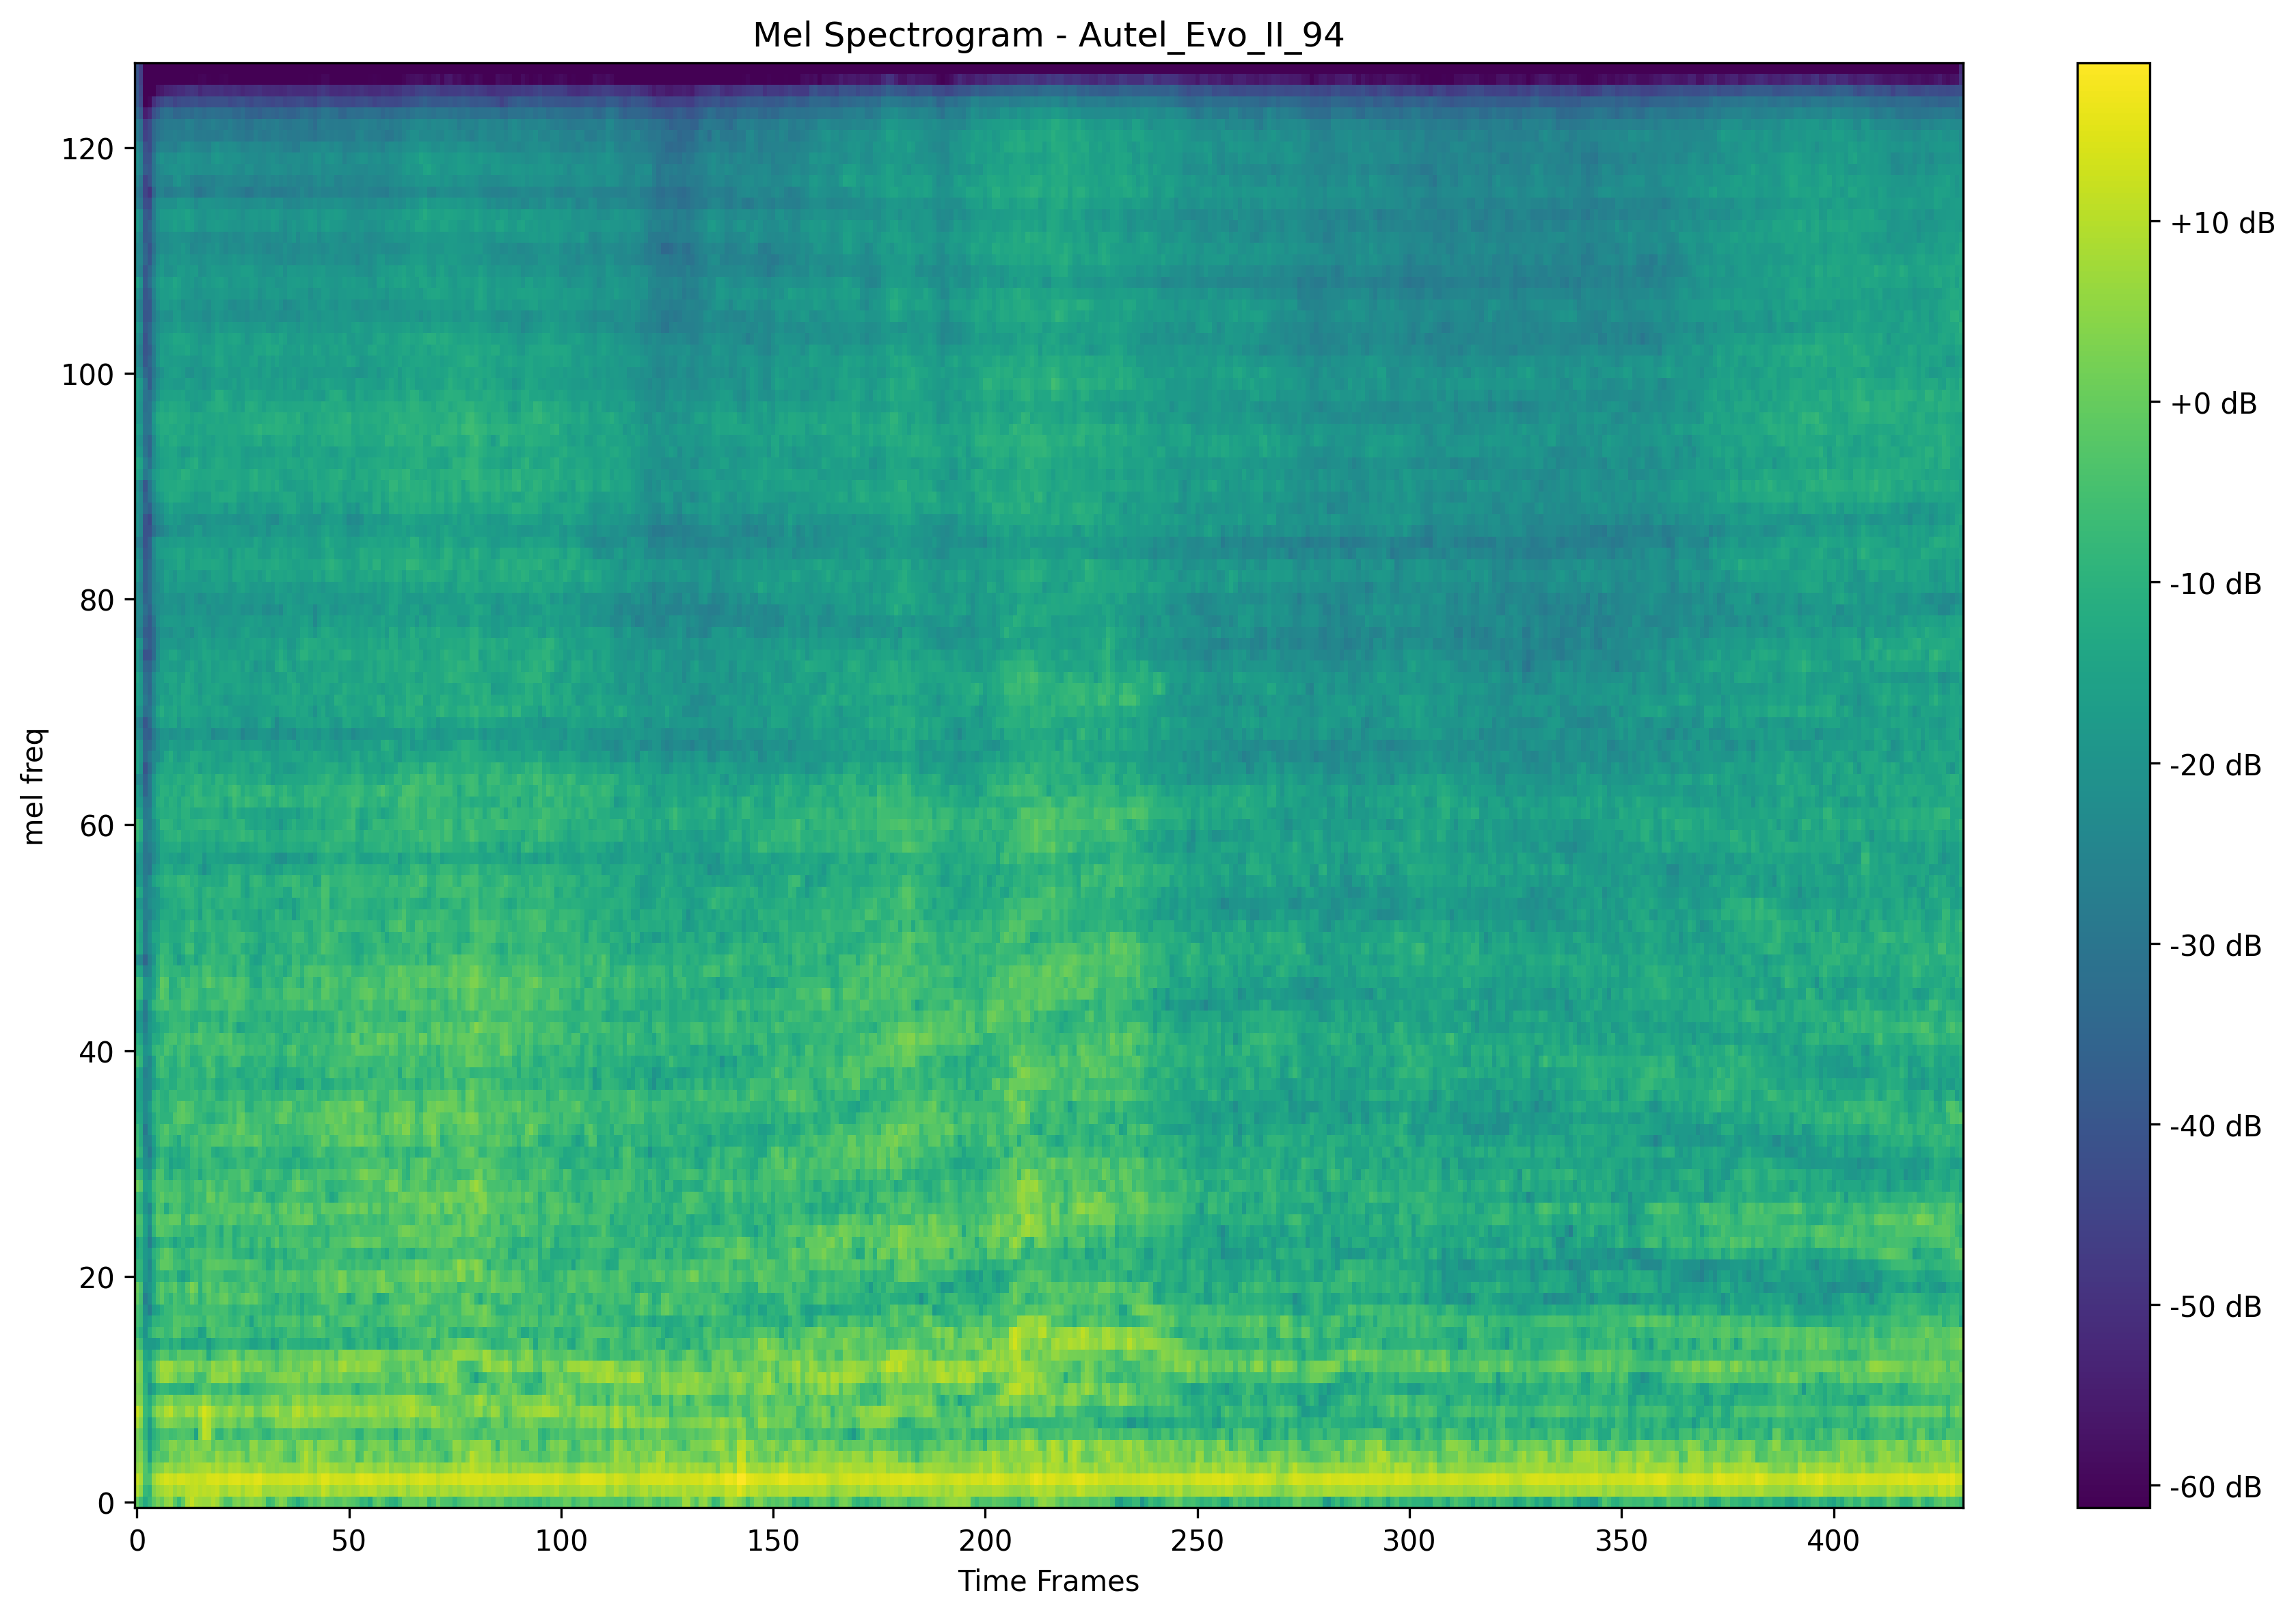 Mel Spectrogram - Autel_Evo_II_94
mel freq
120
100
80
60
40
20
0
0 50 100 150 200 250 300 350 400
Time Frames
+10 dB
+0 dB
-10 dB
-20 dB
-30 dB
-40 dB
-50 dB
-60 dB